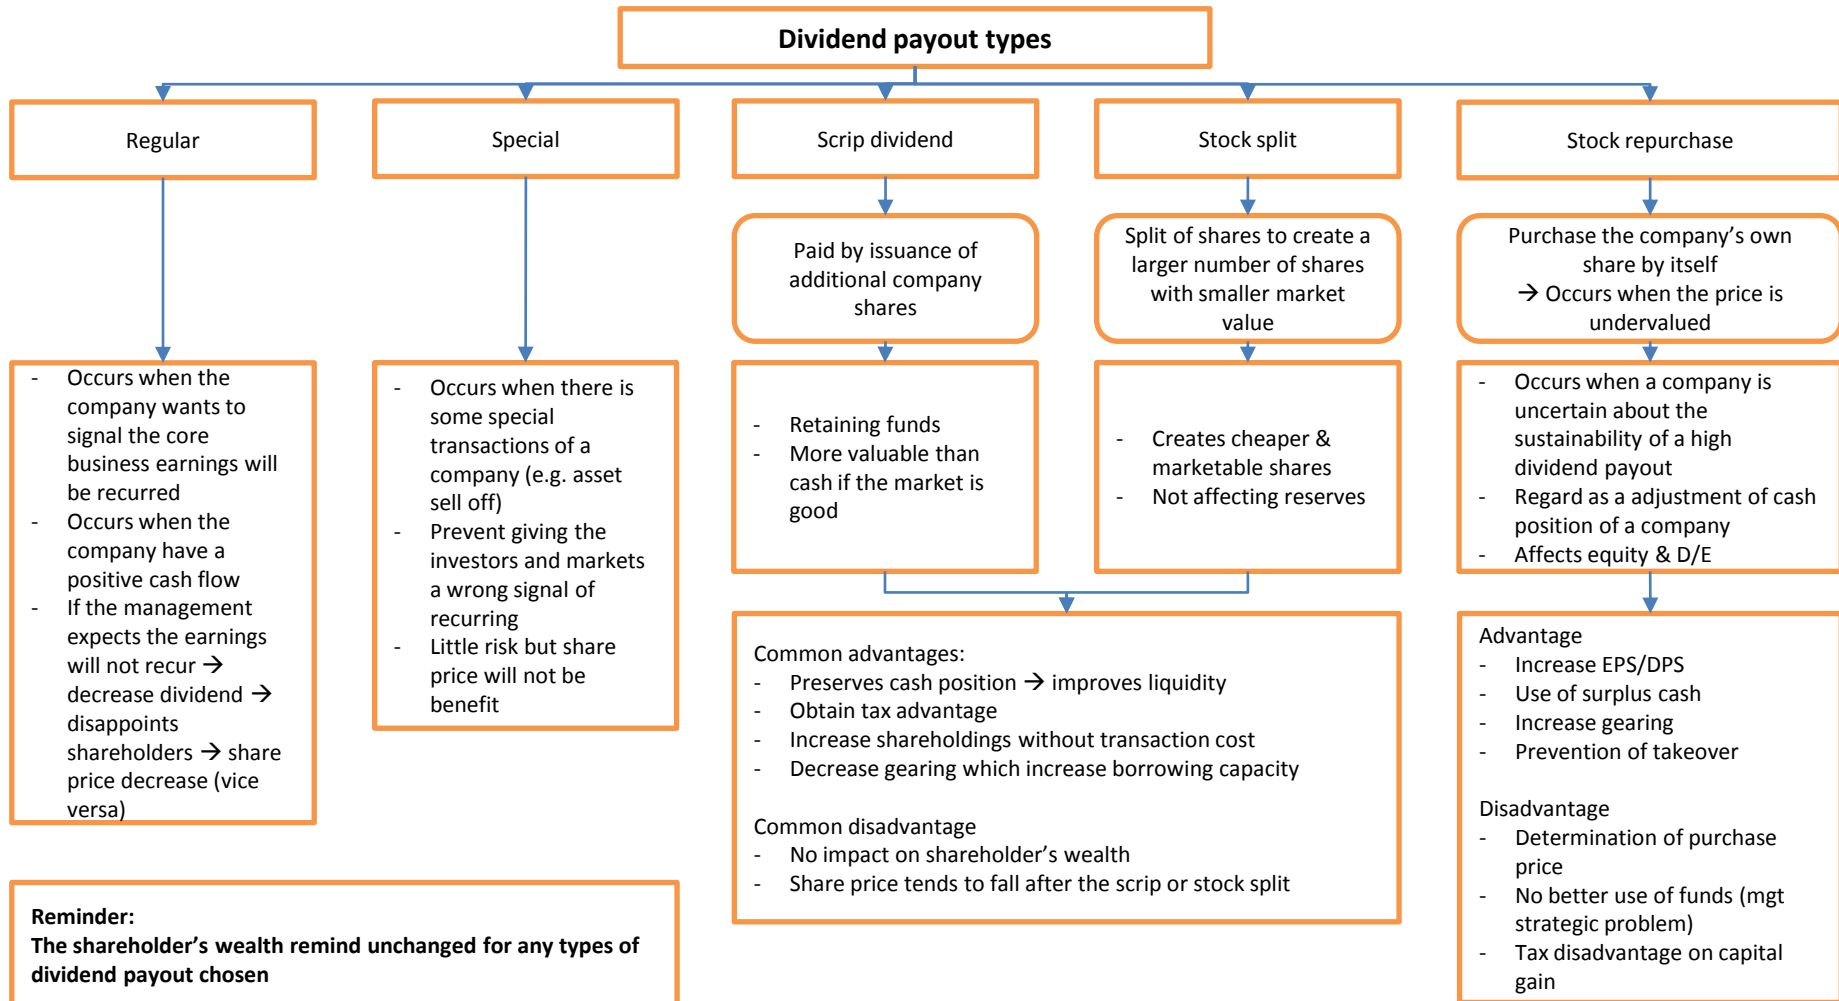 Dividend payout types
Regular
Special
Scrip dividend
Stock split
Stock repurchase
Paid by issuance of
additional company
shares
Split of shares to create a
larger number of shares
with smaller market
value
Purchase the company's own
share by itself
→ Occurs when the price is
undervalued
- Occurs when the
company wants to
signal the core
business earnings will
be recurred
- Occurs when the
company have a
positive cash flow
- If the management
expects the earnings
will not recur →
decrease dividend →
disappoints
shareholders → share
price decrease (vice
versa)
- Occurs when there is
some special
transactions of a
company (e.g. asset
sell off)
- Prevent giving the
investors and markets
a wrong signal of
recurring
- Little risk but share
price will not be
benefit
- Retaining funds
- More valuable than
cash if the market is
good
- Creates cheaper &
marketable shares
- Not affecting reserves
- Occurs when a company is
uncertain about the
sustainability of a high
dividend payout
- Regard as a adjustment of cash
position of a company
- Affects equity & D/E
Common advantages:
- Preserves cash position → improves liquidity
- Obtain tax advantage
- Increase shareholdings without transaction cost
- Decrease gearing which increase borrowing capacity
Common disadvantage
- No impact on shareholder's wealth
- Share price tends to fall after the scrip or stock split
Advantage
- Increase EPS/DPS
- Use of surplus cash
- Increase gearing
- Prevention of takeover
Disadvantage
- Determination of purchase
price
- No better use of funds (mgt
strategic problem)
- Tax disadvantage on capital
gain
Reminder:
The shareholder's wealth remind unchanged for any types of
dividend payout chosen